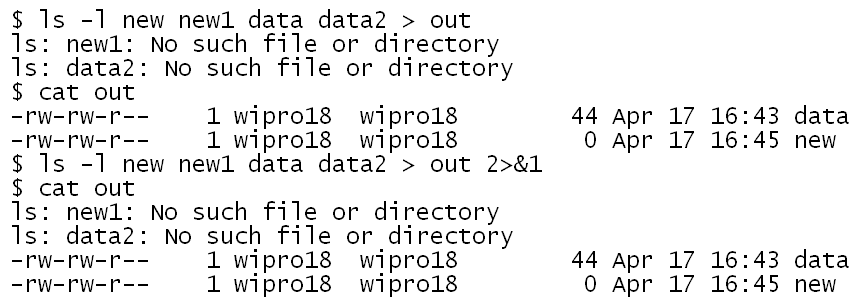 $ ls -l new new1 data data2 > out
ls: new1: No such file or directory
ls: data2: No such file or directory
$ cat out
-rw-rw-r--    1 wipro18  wipro18        44 Apr 17 16:43 data
-rw-rw-r--    1 wipro18  wipro18         0 Apr 17 16:45 new
$ ls -l new new1 data data2 > out 2>&1
$ cat out
ls: new1: No such file or directory
ls: data2: No such file or directory
-rw-rw-r--    1 wipro18  wipro18        44 Apr 17 16:43 data
-rw-rw-r--    1 wipro18  wipro18         0 Apr 17 16:45 new